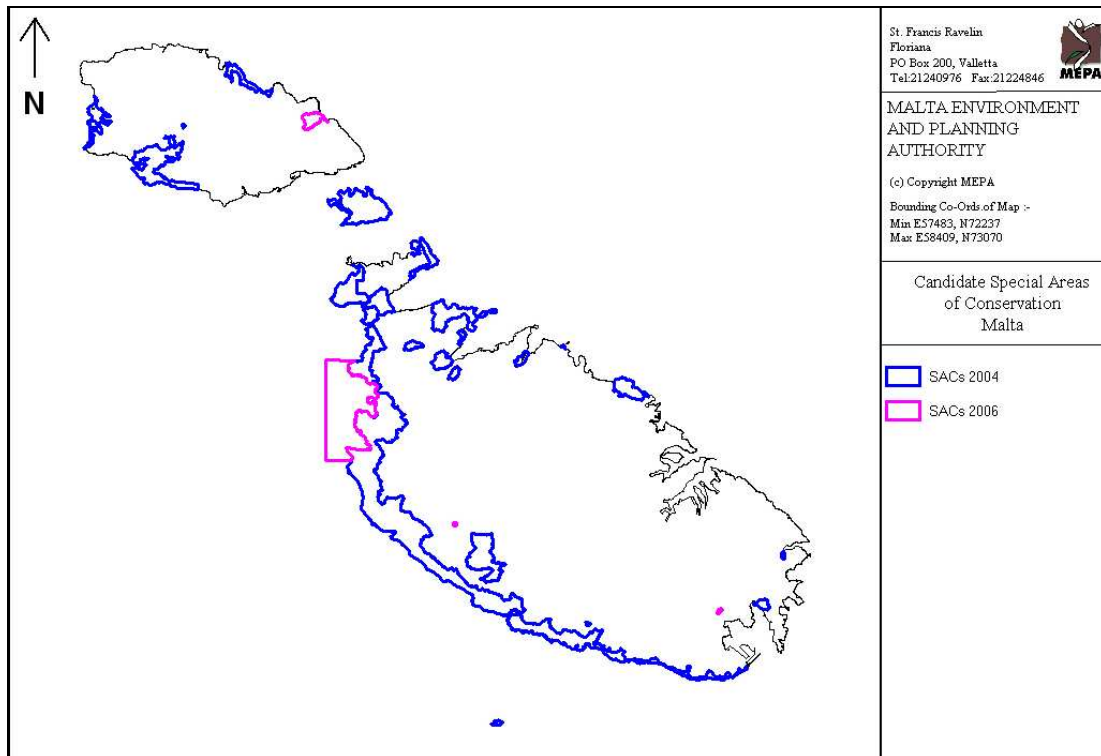 N
St. Francis Ravelin
Floriana
PO Box 200, Valletta
Tel:21240976 Fax:21224846
MEPA
MALTA ENVIRONMENT
AND PLANNING
AUTHORITY
(c) Copyright MEPA
Bounding Co-Ords.of Map :-
Min E57483, N72237
Max E58409, N73070
Candidate Special Areas
of Conservation
Malta
SACs 2004
SACs 2006